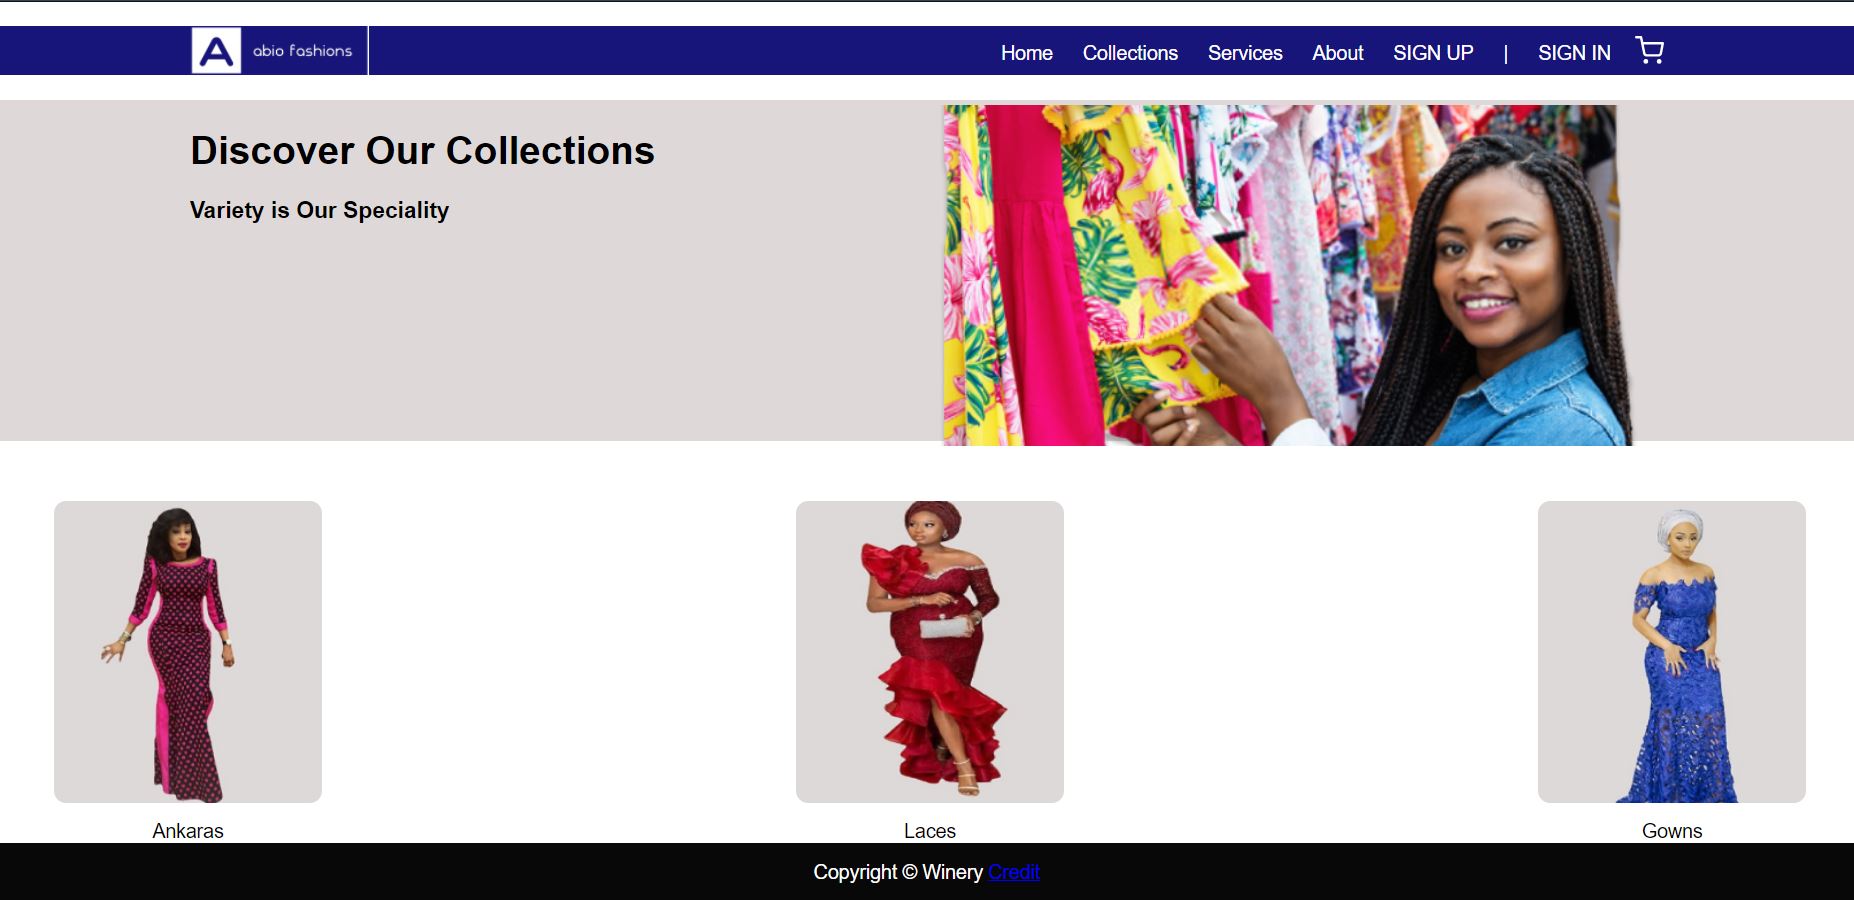 A abio fashions
Home Collections Services About SIGN UP | SIGN IN
Discover Our Collections
Variety is Our Speciality
Ankaras Laces Gowns
Copyright © Winery Credit